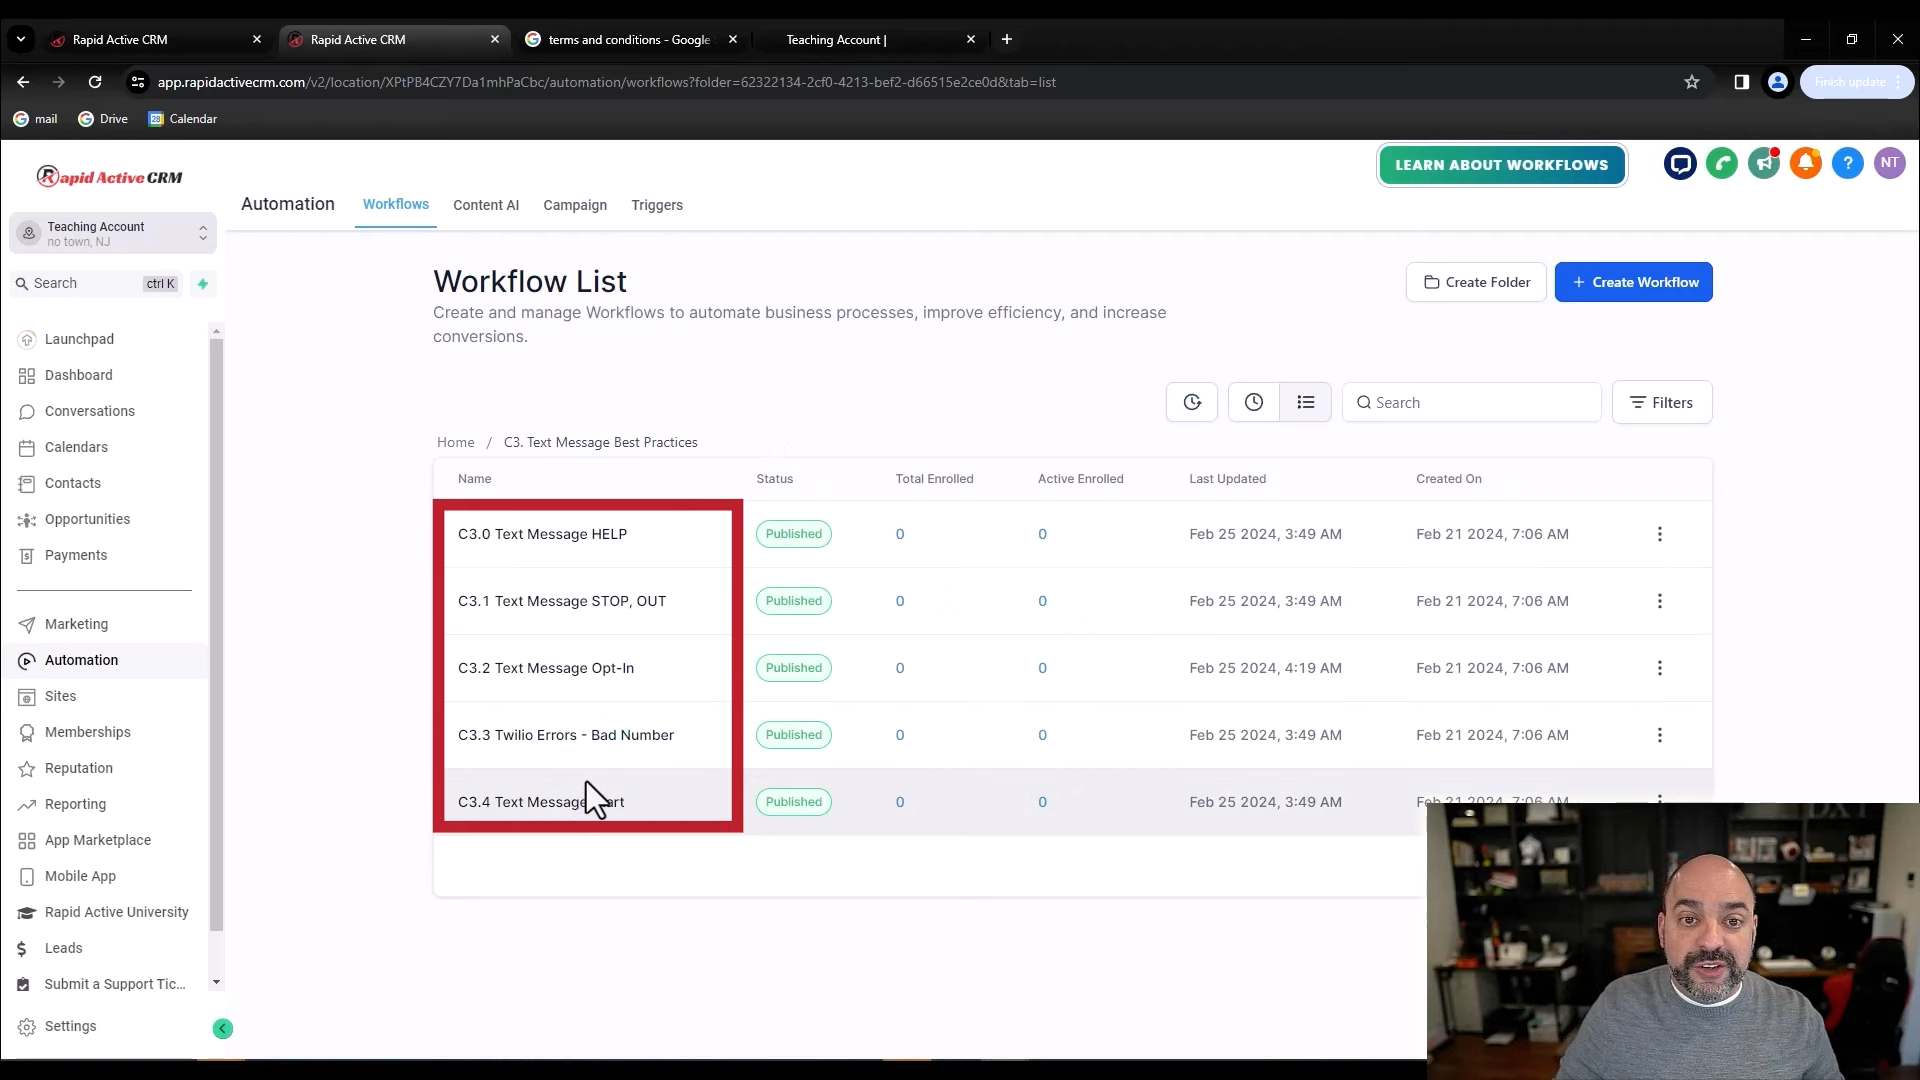 Rapid Active CRM
Rapid Active CRM
terms and conditions - Google
Teaching Account |
app.rapidactivecrm.com/v2/location/XPtPB4CZY7Da1mhPaCbc/automation/workflows?folder=62322134-2cf0-4213-bef2-d66515e2ce0d&tab=list
Finish update
mail
Drive
28 Calendar
Rapid Active CRM
LEARN ABOUT WORKFLOWS
NT
Automation
Workflows
Content AI
Campaign
Triggers
Teaching Account
no town, NJ
Search
ctrl K
Launchpad
Dashboard
Conversations
Calendars
Contacts
Opportunities
Payments
Marketing
Automation
Sites
Memberships
Reputation
Reporting
App Marketplace
Mobile App
Rapid Active University
Leads
Submit a Support Tic...
Settings
Workflow List
Create and manage Workflows to automate business processes, improve efficiency, and increase
conversions.
Create Folder
+ Create Workflow
Search
Filters
Home / C3. Text Message Best Practices
Name Status Total Enrolled Active Enrolled Last Updated Created On
C3.0 Text Message HELP Published 0 0 Feb 25 2024, 3:49 AM Feb 21 2024, 7:06 AM
C3.1 Text Message STOP, OUT Published 0 0 Feb 25 2024, 3:49 AM Feb 21 2024, 7:06 AM
C3.2 Text Message Opt-In Published 0 0 Feb 25 2024, 4:19 AM Feb 21 2024, 7:06 AM
C3.3 Twilio Errors - Bad Number Published 0 0 Feb 25 2024, 3:49 AM Feb 21 2024, 7:06 AM
C3.4 Text Message Published 0 0 Feb 25 2024, 3:49 AM Feb 21 2024, 7:06 AM